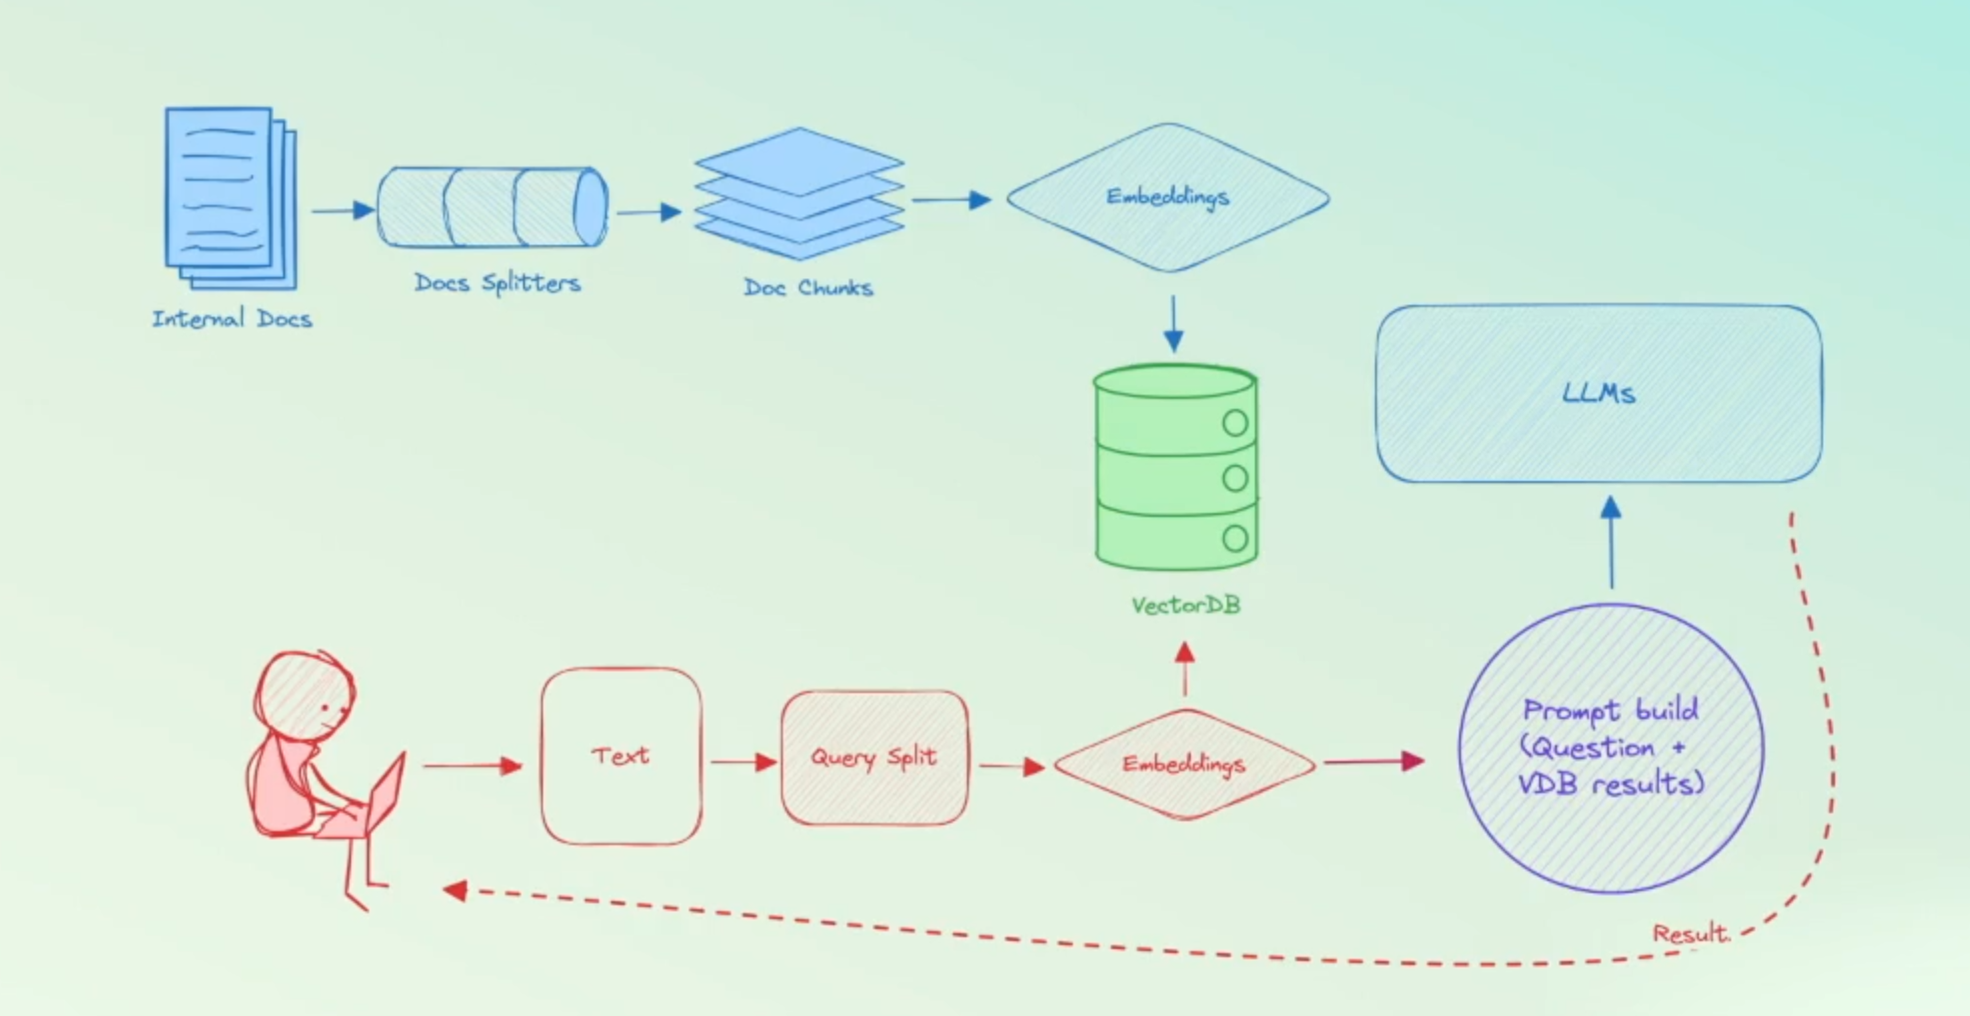 Embeddings
Docs Splitters
Doc Chunks
Internal Docs
LLMs
VectorDB
Text
Query Split
Embeddings
Prompt build
(Question +
VDB results)
Result.